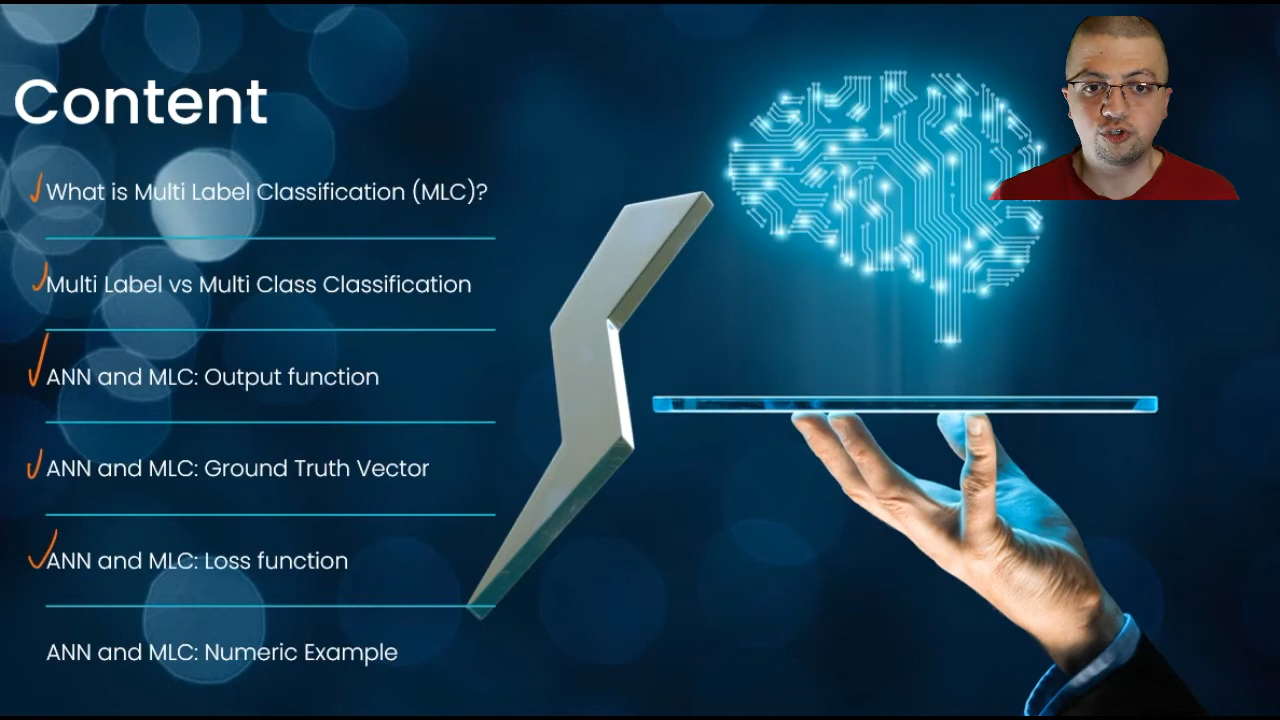 Content
What is Multi Label Classification (MLC)?
Multi Label vs Multi Class Classification
ANN and MLC: Output function
ANN and MLC: Ground Truth Vector
ANN and MLC: Loss function
ANN and MLC: Numeric Example